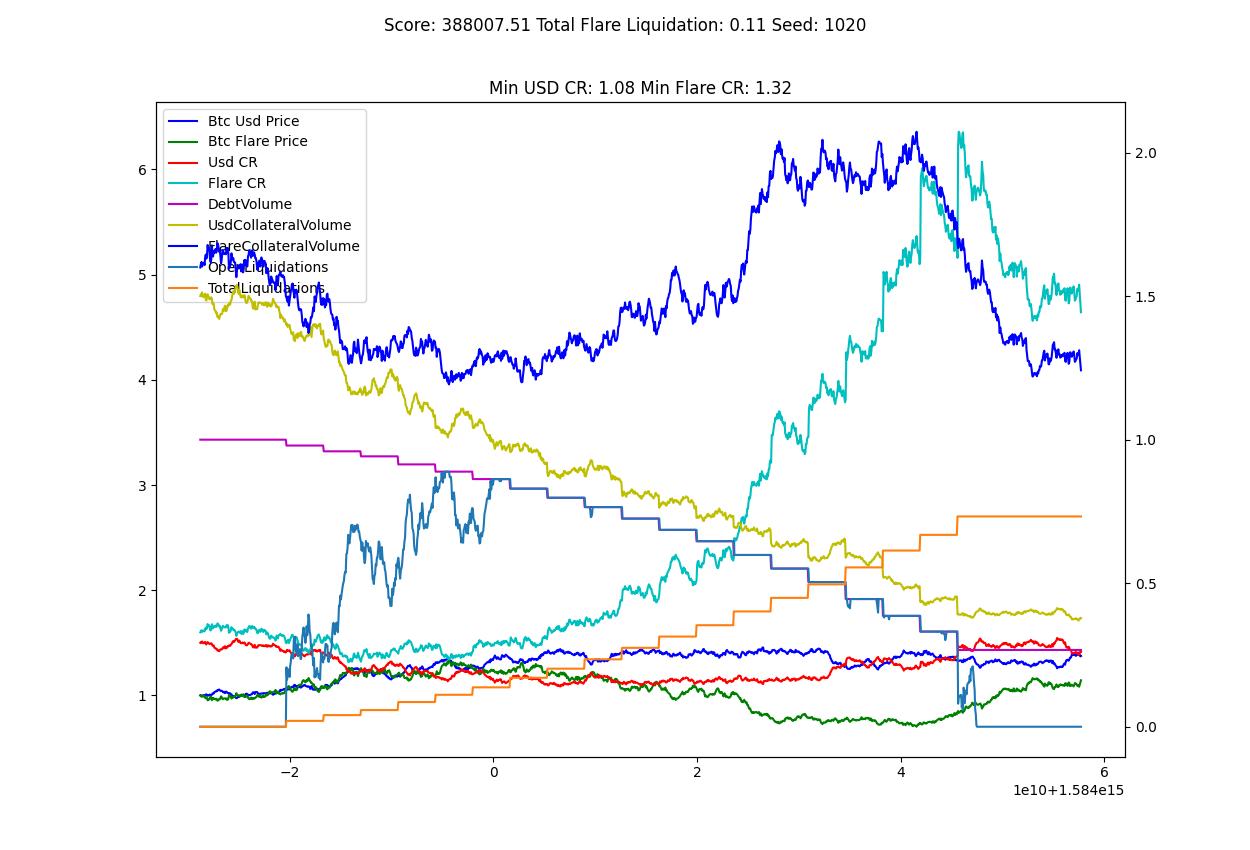 Score: 388007.51 Total Flare Liquidation: 0.11 Seed: 1020
Min USD CR: 1.08 Min Flare CR: 1.32
Btc Usd Price
Btc Flare Price
Usd CR
Flare CR
DebtVolume
UsdCollateralVolume
FlareCollateralVolume
OpenLiquidations
TotalLiquidations
6
5
4
3
2
1
2.0
1.5
1.0
0.5
0.0
−2
0
2
4
6
1e10+1.584e15